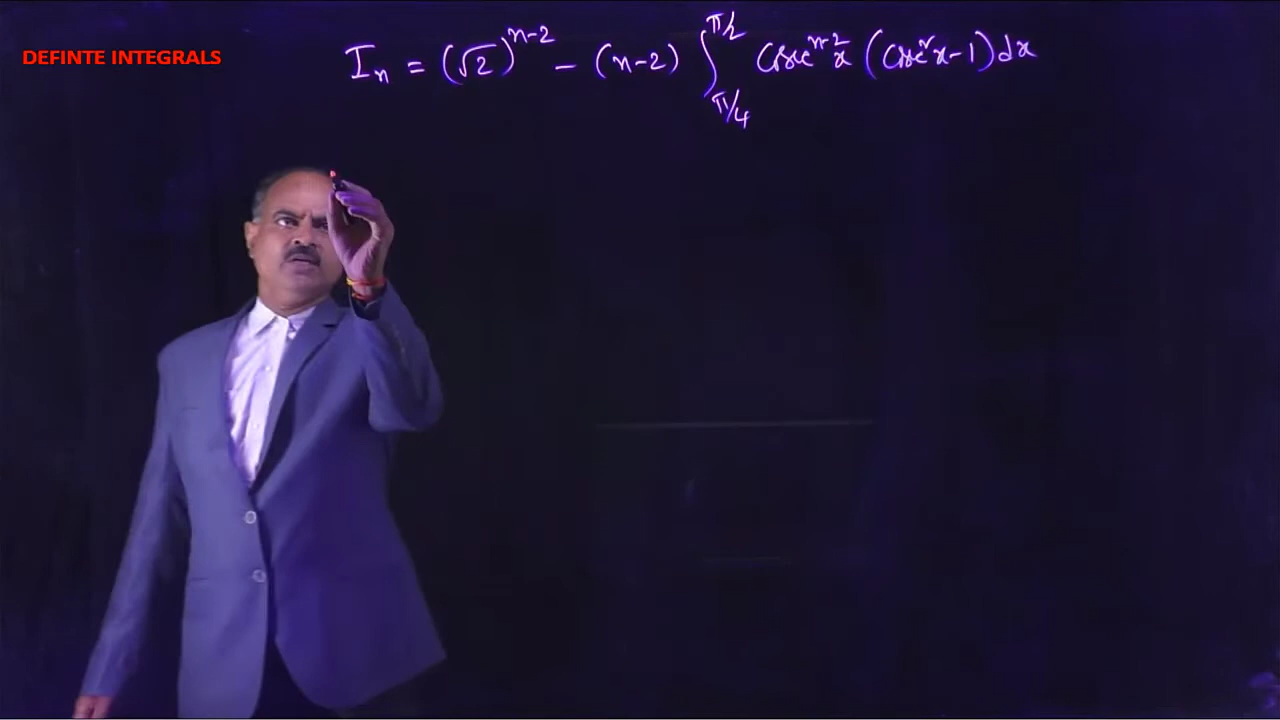 DEFINTE INTEGRALS
Iₙ = (√2)ⁿ⁻² − (n−2) ∫_{π/4}^{π/2} cosecⁿ⁻²x (cosec²x−1)dx